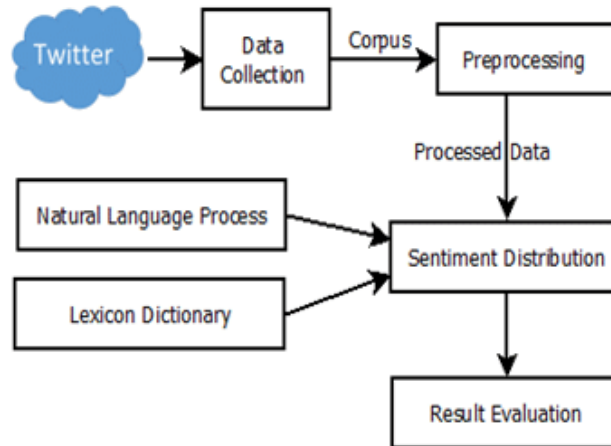 Twitter
Data
Collection
Corpus
Preprocessing
Processed Data
Natural Language Process
Sentiment Distribution
Lexicon Dictionary
Result Evaluation